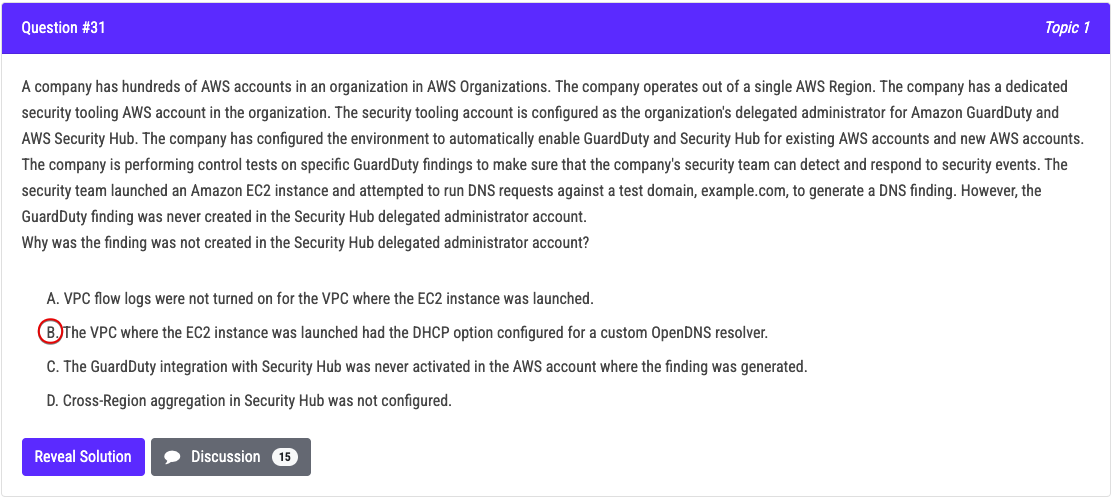 Question #31
Topic 1
A company has hundreds of AWS accounts in an organization in AWS Organizations. The company operates out of a single AWS Region. The company has a dedicated
security tooling AWS account in the organization. The security tooling account is configured as the organization's delegated administrator for Amazon GuardDuty and
AWS Security Hub. The company has configured the environment to automatically enable GuardDuty and Security Hub for existing AWS accounts and new AWS accounts.
The company is performing control tests on specific GuardDuty findings to make sure that the company's security team can detect and respond to security events. The
security team launched an Amazon EC2 instance and attempted to run DNS requests against a test domain, example.com, to generate a DNS finding. However, the
GuardDuty finding was never created in the Security Hub delegated administrator account.
Why was the finding was not created in the Security Hub delegated administrator account?
A. VPC flow logs were not turned on for the VPC where the EC2 instance was launched.
B. The VPC where the EC2 instance was launched had the DHCP option configured for a custom OpenDNS resolver.
C. The GuardDuty integration with Security Hub was never activated in the AWS account where the finding was generated.
D. Cross-Region aggregation in Security Hub was not configured.
Reveal Solution
Discussion 15